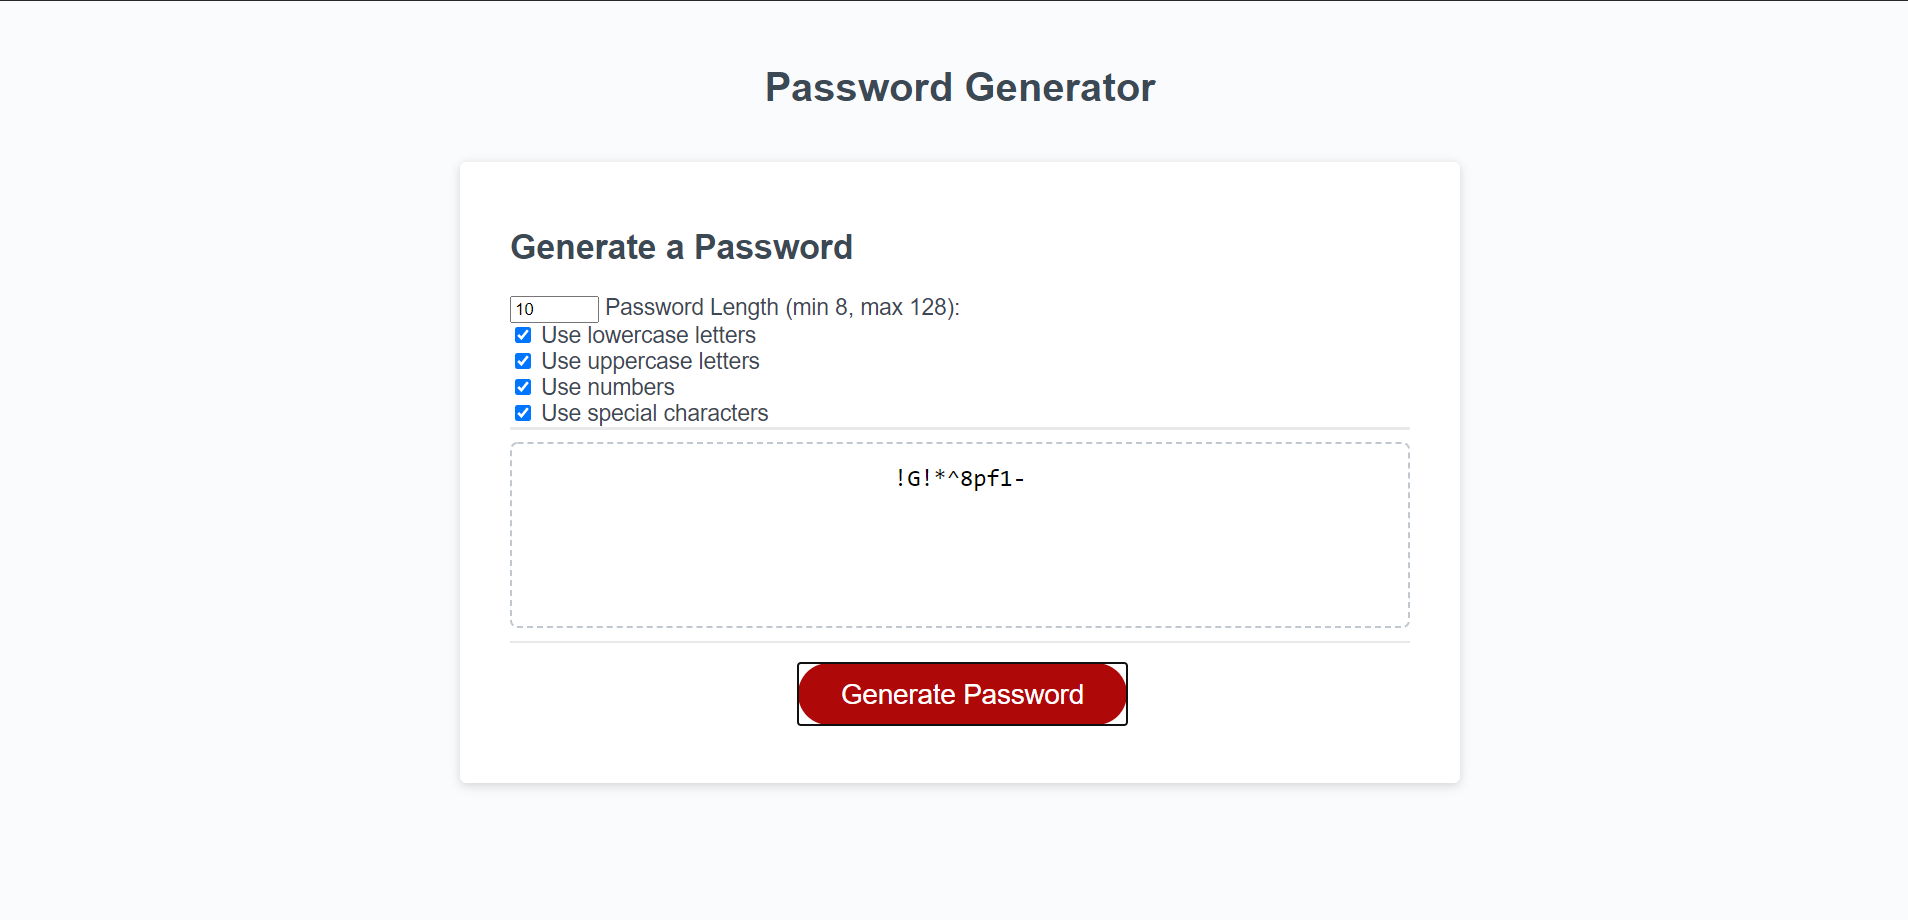 Password Generator
Generate a Password
10 Password Length (min 8, max 128):
Use lowercase letters
Use uppercase letters
Use numbers
Use special characters
!G!*^8pf1-
Generate Password